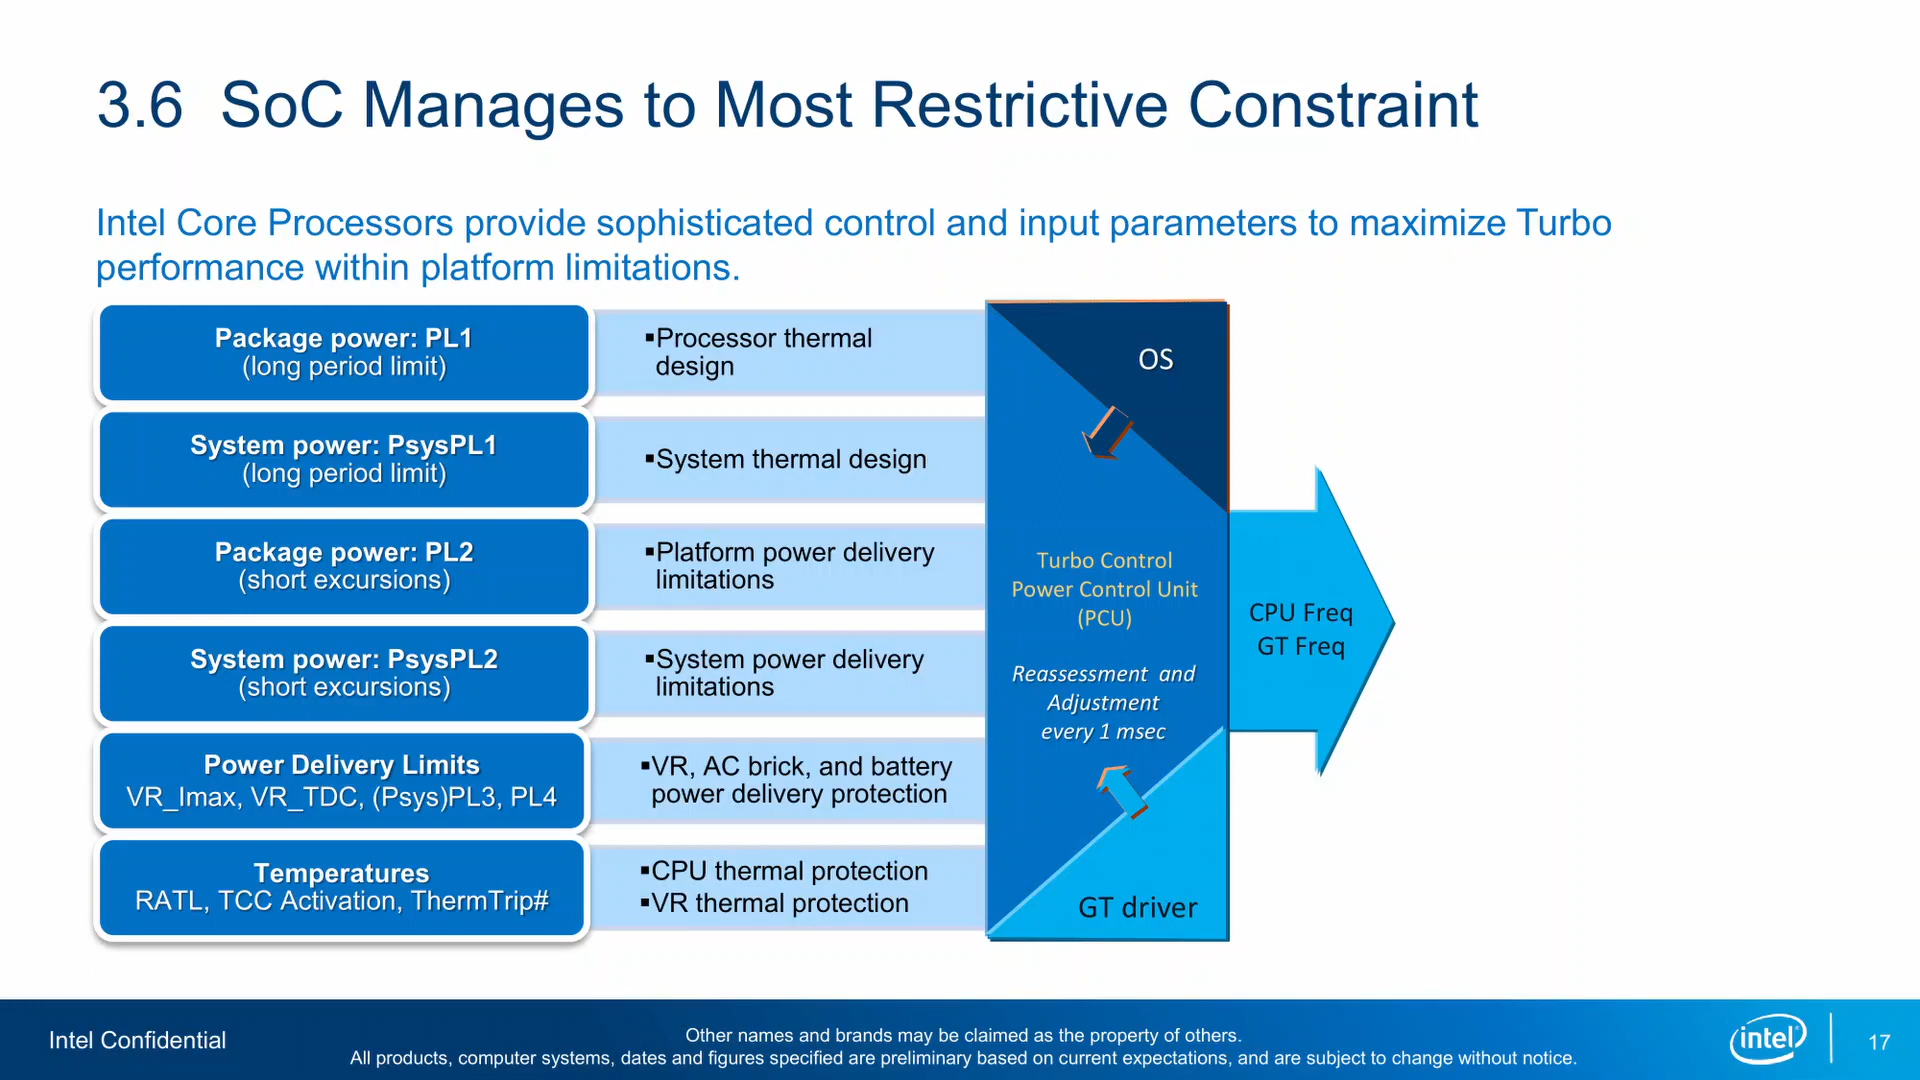 3.6 SoC Manages to Most Restrictive Constraint
Intel Core Processors provide sophisticated control and input parameters to maximize Turbo
performance within platform limitations.
Package power: PL1
(long period limit)
▪Processor thermal
design
System power: PsysPL1
(long period limit)
▪System thermal design
Package power: PL2
(short excursions)
▪Platform power delivery
limitations
System power: PsysPL2
(short excursions)
▪System power delivery
limitations
Power Delivery Limits
VR_Imax, VR_TDC, (Psys)PL3, PL4
▪VR, AC brick, and battery
power delivery protection
Temperatures
RATL, TCC Activation, ThermTrip#
▪CPU thermal protection
▪VR thermal protection
OS
Turbo Control
Power Control Unit
(PCU)
Reassessment and
Adjustment
every 1 msec
GT driver
CPU Freq
GT Freq
Intel Confidential
Other names and brands may be claimed as the property of others.
All products, computer systems, dates and figures specified are preliminary based on current expectations, and are subject to change without notice.
intel
17